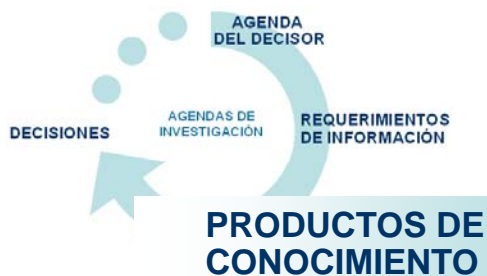 AGENDA
DEL DECISOR
AGENDAS DE
INVESTIGACIÓN
REQUERIMIENTOS
DE INFORMACIÓN
DECISIONES
PRODUCTOS DE
CONOCIMIENTO